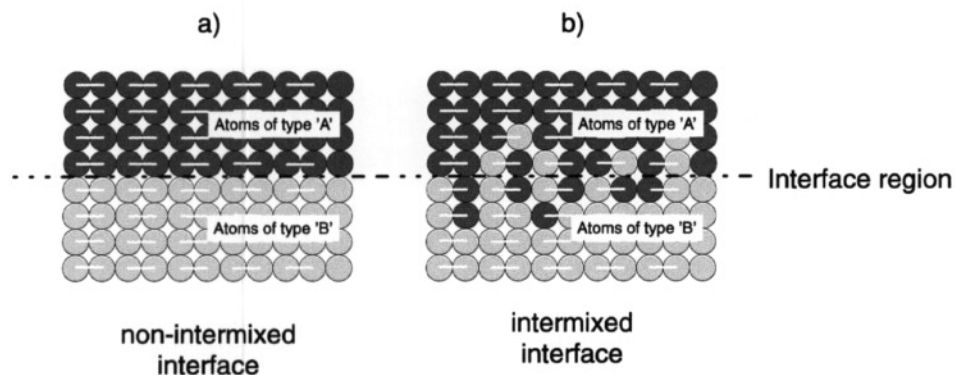 a)
b)
Atoms of type 'A'
Atoms of type 'A'
Interface region
Atoms of type 'B'
Atoms of type 'B'
non-intermixed
interface
intermixed
interface